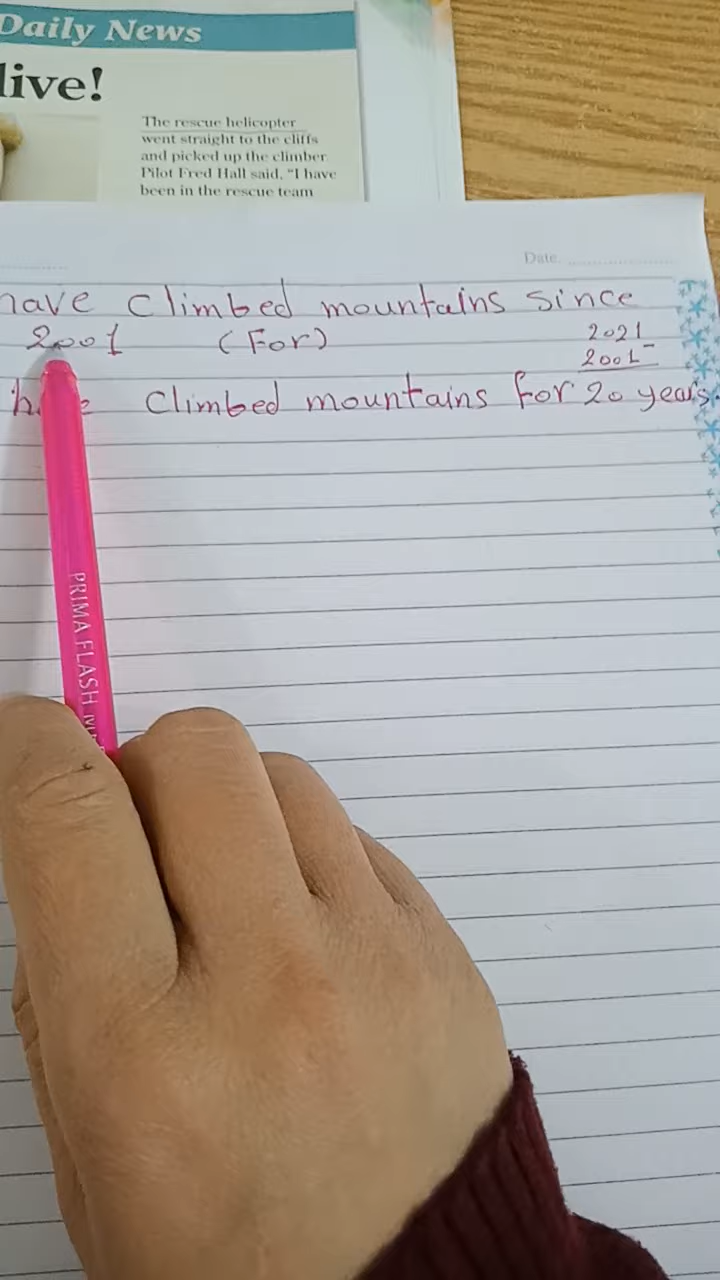 Daily News
live!
The rescue helicopter
went straight to the cliffs
and picked up the climber
Pilot Fred Hall said, "I have
been in the rescue team
Date
have climbed mountains since
2001 (For) 2021
2001 -
climbed mountains for 20 years.
PRIMA FLASH